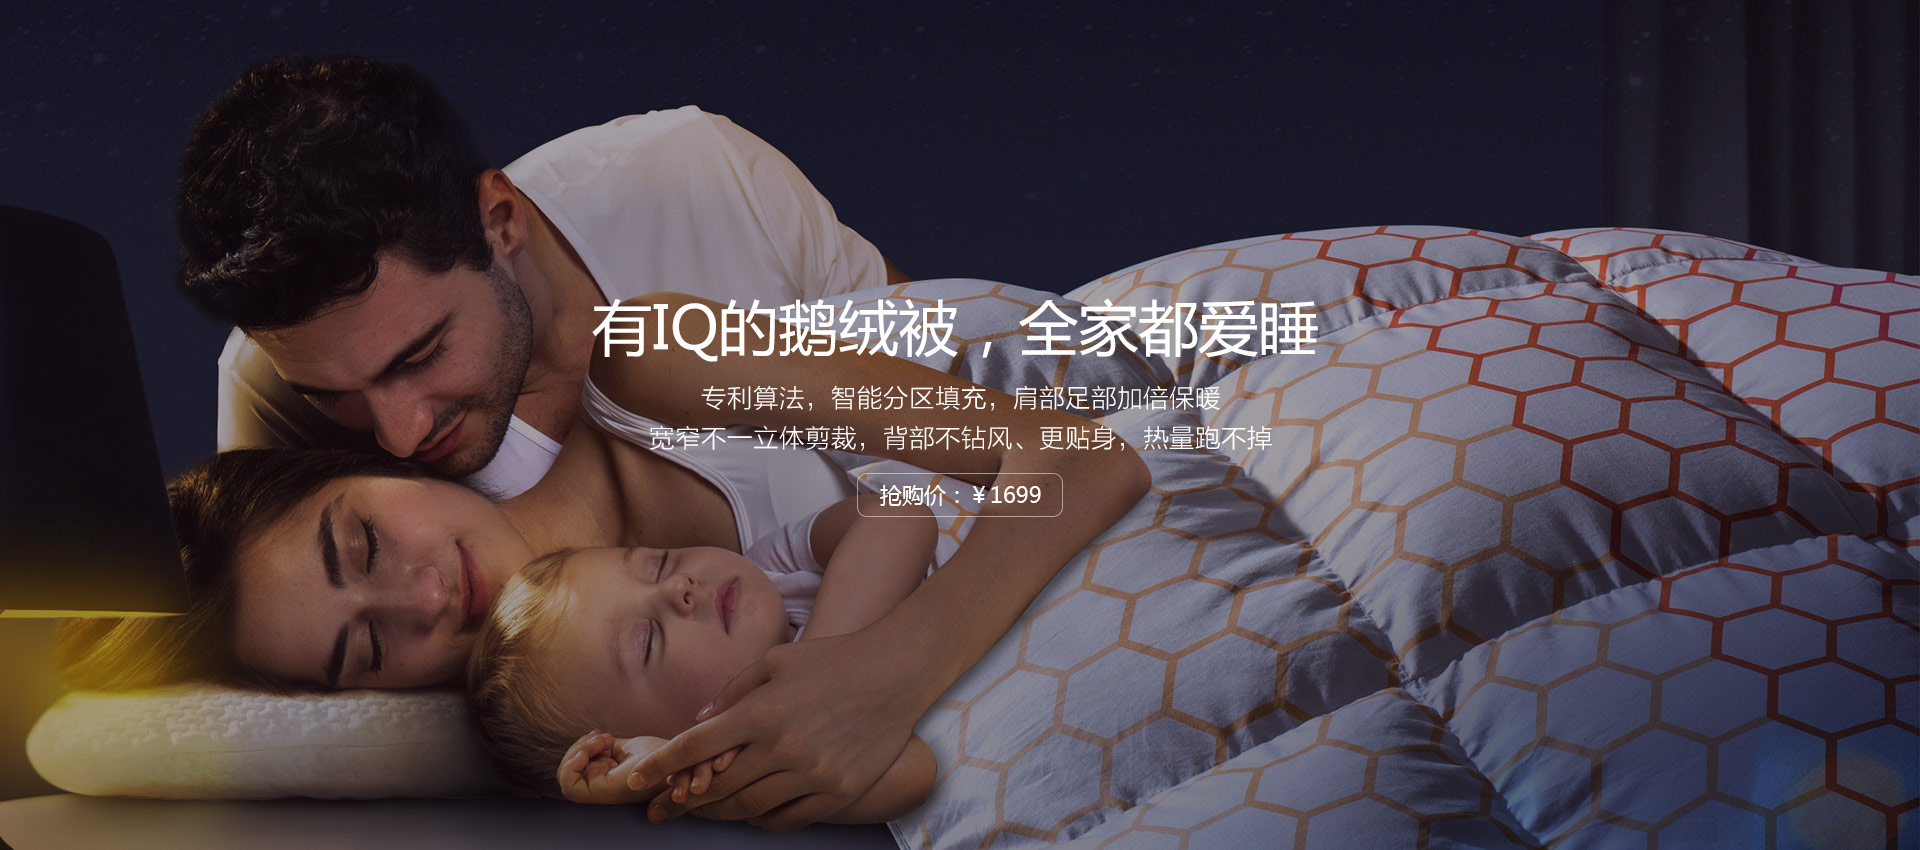 有IQ的鹅绒被，全家都爱睡
专利算法，智能分区填充，肩部足部加倍保暖
宽窄不一立体剪裁，背部不钻风、更贴身，热量跑不掉
抢购价：¥1699